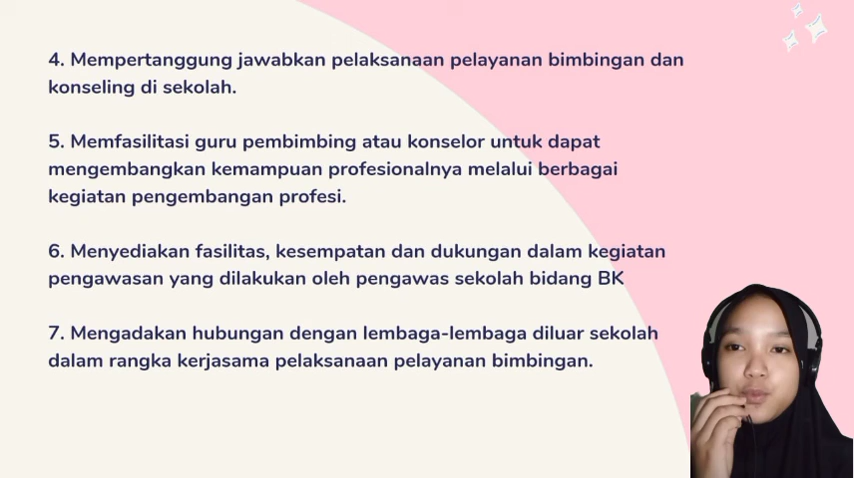 4. Mempertanggung jawabkan pelaksanaan pelayanan bimbingan dan
konseling di sekolah.
5. Memfasilitasi guru pembimbing atau konselor untuk dapat
mengembangkan kemampuan profesionalnya melalui berbagai
kegiatan pengembangan profesi.
6. Menyediakan fasilitas, kesempatan dan dukungan dalam kegiatan
pengawasan yang dilakukan oleh pengawas sekolah bidang BK
7. Mengadakan hubungan dengan lembaga-lembaga diluar sekolah
dalam rangka kerjasama pelaksanaan pelayanan bimbingan.